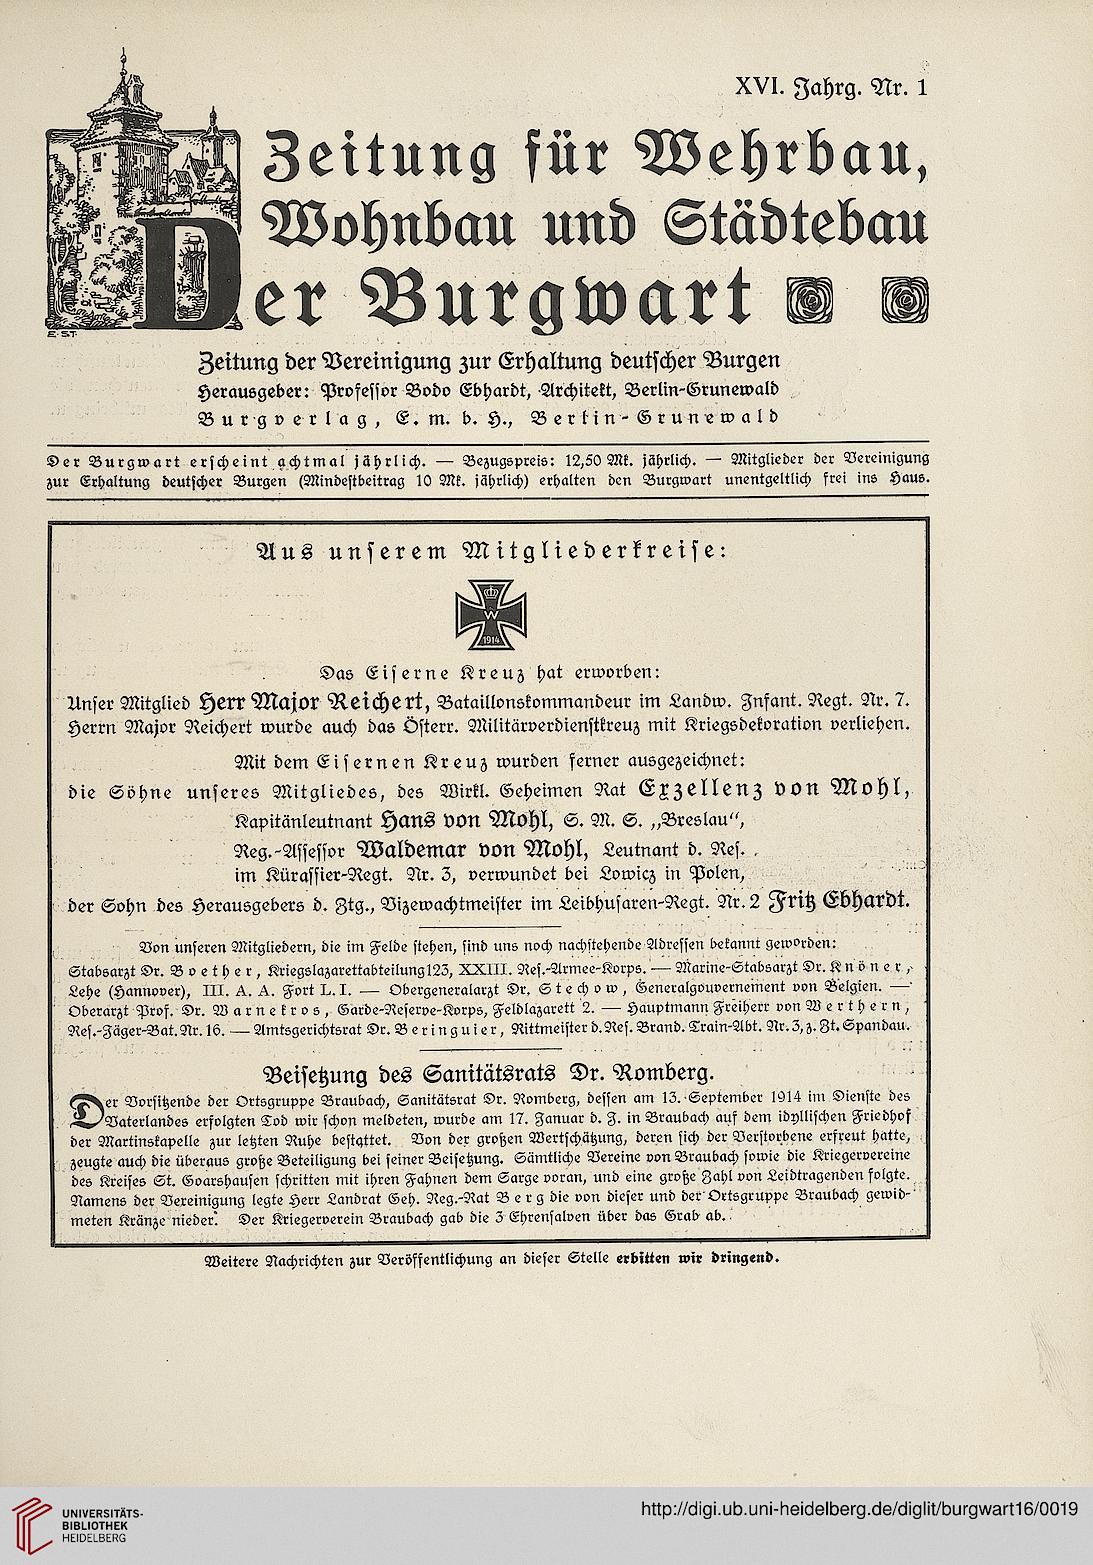 XVI. Jahrg. Nr. 1
Zeitung für Wehrbau,
Wohnbau und Städtebau
Der Burgwart
E. ST.
Zeitung der Vereinigung zur Erhaltung deutscher Burgen
Herausgeber: Professor Bodo Ebhardt, Architekt, Berlin-Grunewald
Burgverlag, E. m. b. H., Berlin-Grunewald
Der Burgwart erscheint achtmal jährlich. — Bezugspreis: 12,50 Mk. jährlich. — Mitglieder der Vereinigung
zur Erhaltung deutscher Burgen (Mindestbeitrag 10 Mk. jährlich) erhalten den Burgwart unentgeltlich frei ins Haus.
Aus unserem Mitgliederkreise:
W
1914
Das Eiserne Kreuz hat erworben:
Unser Mitglied Herr Major Reichert, Bataillonskommandeur im Landw. Infant. Regt. Nr. 7.
Herrn Major Reichert wurde auch das Österr. Militärverdienstkreuz mit Kriegsdekoration verliehen.
Mit dem Eisernen Kreuz wurden ferner ausgezeichnet:
die Söhne unseres Mitgliedes, des Wirkl. Geheimen Rat Exzellenz von Mohl,
Kapitänleutnant Hans von Mohl, S. M. S. „Breslau“,
Reg.-Assessor Waldemar von Mohl, Leutnant d. Res.
im Kürassier-Regt. Nr. 3, verwundet bei Lowicz in Polen,
der Sohn des Herausgebers d. Ztg., Vizewachtmeister im Leibhusaren-Regt. Nr. 2 Fritz Ebhardt.
Von unseren Mitgliedern, die im Felde stehen, sind uns noch nachstehende Adressen bekannt geworden:
Stabsarzt Dr. Boether, Kriegslazarettabteilung 123, XXIII. Res.-Armee-Korps. — Marine-Stabsarzt Dr. Knöner,
Lehe (Hannover), III. A. A. Fort L. I. — Obergeneralarzt Dr. Stechow, Generalgouvernement von Belgien. —
Oberarzt Prof. Dr. Warnekros, Garde-Reserve-Korps, Feldlazarett 2. — Hauptmann Freiherr von Werthern,
Res.-Jäger-Bat. Nr. 16. — Amtsgerichtsrat Dr. Beringuier, Rittmeister d. Res. Brand. Train-Abt. Nr. 3, z. Zt. Spandau.
Beisetzung des Sanitätsrats Dr. Romberg.
Der Vorsitzende der Ortsgruppe Braubach, Sanitätsrat Dr. Romberg, dessen am 13. September 1914 im Dienste des
Vaterlandes erfolgten Tod wir schon meldeten, wurde am 17. Januar d. J. in Braubach auf dem idyllischen Friedhof
der Martinskapelle zur letzten Ruhe bestattet. Von der großen Wertschätzung, deren sich der Verstorbene erfreut hatte,
zeugte auch die überaus große Beteiligung bei seiner Beisetzung. Sämtliche Vereine von Braubach sowie die Kriegervereine
des Kreises St. Goarshausen schritten mit ihren Fahnen dem Sarge voran, und eine große Zahl von Leidtragenden folgte.
Namens der Vereinigung legte Herr Landrat Geh. Reg.-Rat Berg die von dieser und der Ortsgruppe Braubach gewid-
meten Kränze nieder. Der Kriegerverein Braubach gab die 3 Ehrensalven über das Grab ab.
Weitere Nachrichten zur Veröffentlichung an dieser Stelle erbitten wir dringend.
UNIVERSITÄTS-
BIBLIOTHEK
HEIDELBERG
http://digi.ub.uni-heidelberg.de/diglit/burgwart16/0019